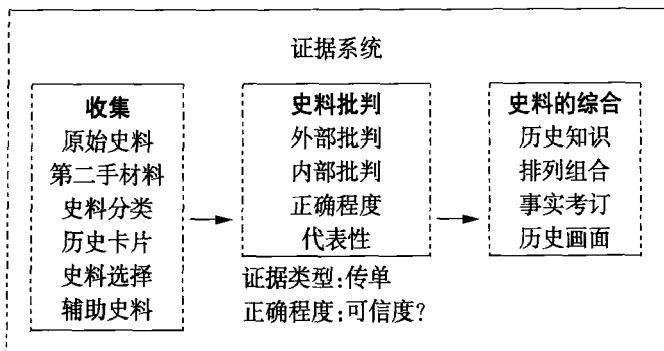 证据系统
收集
原始史料
第二手材料
史料分类
历史卡片
史料选择
辅助史料
史料批判
外部批判
内部批判
正确程度
代表性
证据类型:传单
正确程度:可信度?
史料的综合
历史知识
排列组合
事实考订
历史画面